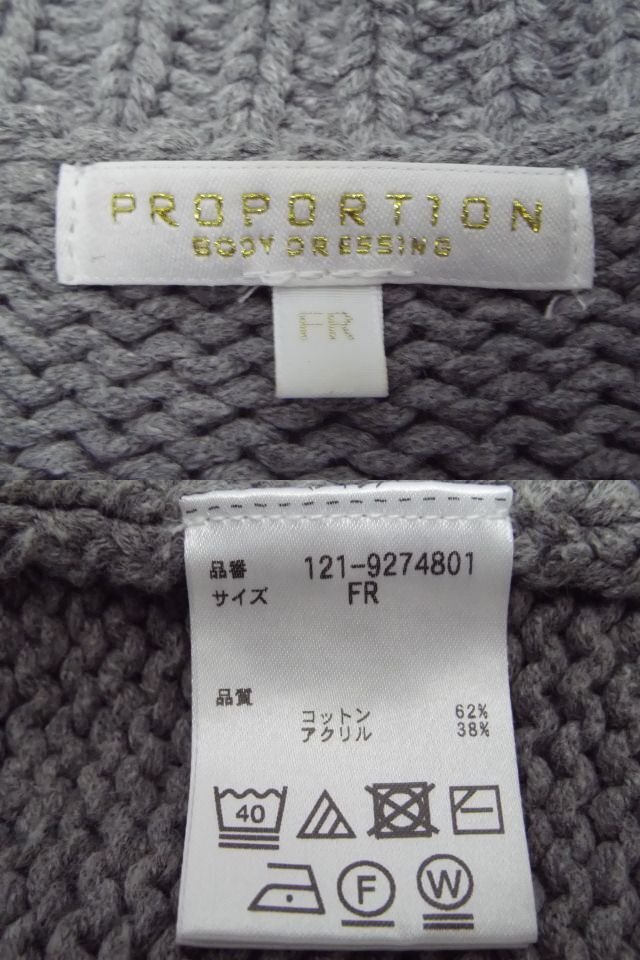 PROPORTION
BODY DRESSING
FR
品番 121-9274801
サイズ FR
品質
コットン 62%
アクリル 38%
40
F W